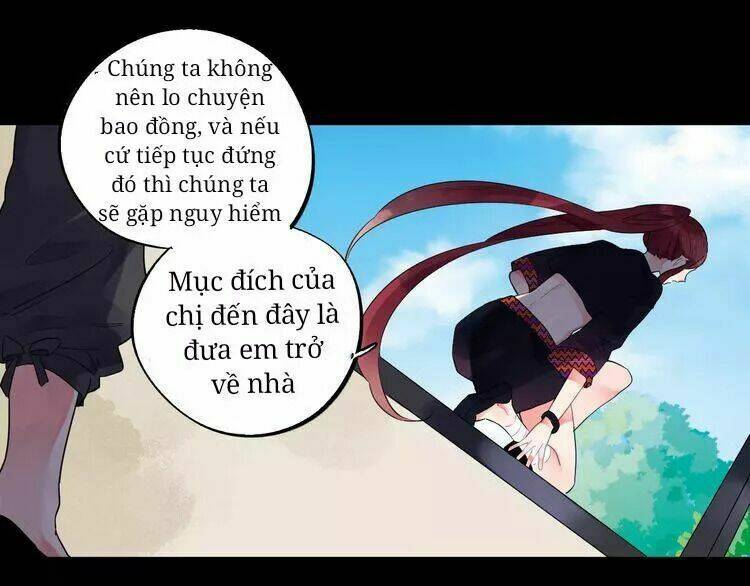 Chúng ta không
nên lo chuyện
bao đồng, và nếu
cứ tiếp tục đứng
đó thì chúng ta
sẽ gặp nguy hiểm
Mục đích của
chị đến đây là
đưa em trở
về nhà